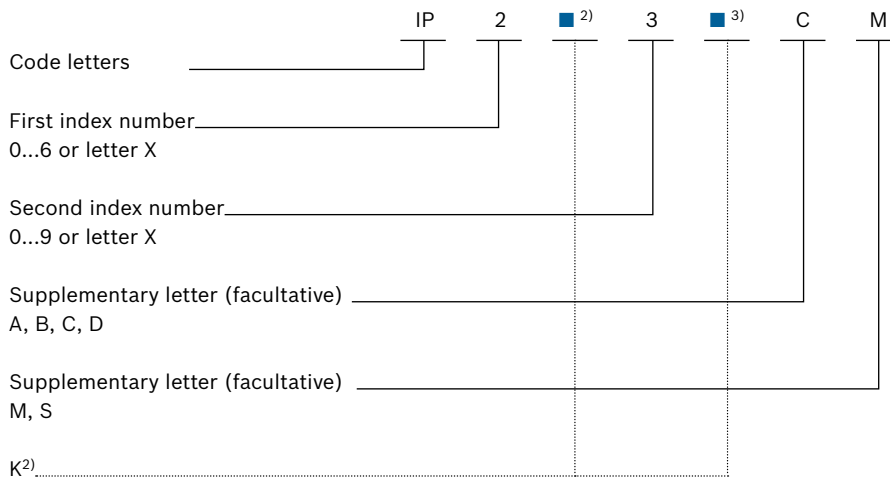 IP 2 ■ 2) 3 ■ 3) C M
Code letters
First index number
0...6 or letter X
Second index number
0...9 or letter X
Supplementary letter (facultative)
A, B, C, D
Supplementary letter (facultative)
M, S
K2)